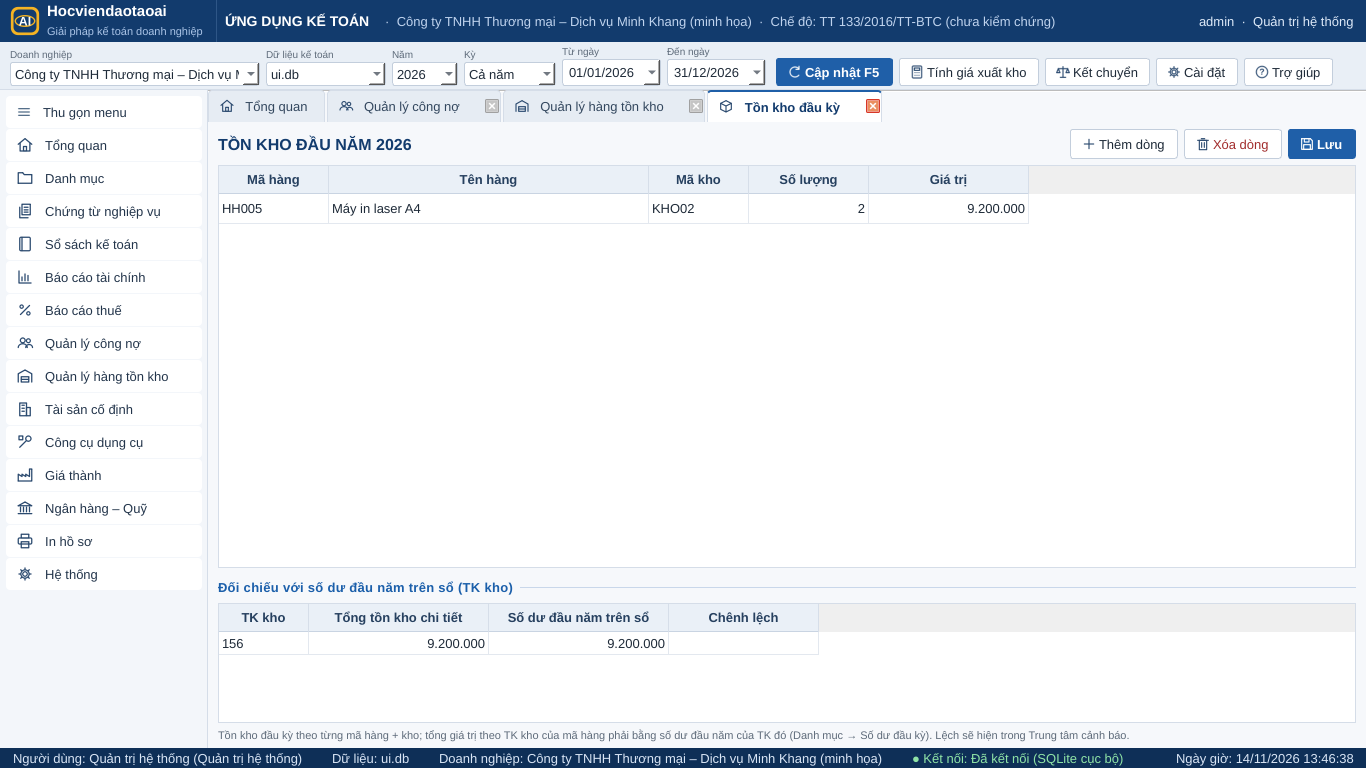 AI
Hocviendaotaoai
Giải pháp kế toán doanh nghiệp
ỨNG DỤNG KẾ TOÁN · Công ty TNHH Thương mại – Dịch vụ Minh Khang (minh họa) · Chế độ: TT 133/2016/TT-BTC (chưa kiểm chứng)
admin · Quản trị hệ thống
Doanh nghiệp Dữ liệu kế toán Năm Kỳ Từ ngày Đến ngày
Công ty TNHH Thương mại – Dịch vụ ui.db 2026 Cả năm 01/01/2026 31/12/2026 Cập nhật F5 Tính giá xuất kho Kết chuyển Cài đặt Trợ giúp
Thu gọn menu
Tổng quan
Danh mục
Chứng từ nghiệp vụ
Sổ sách kế toán
Báo cáo tài chính
Báo cáo thuế
Quản lý công nợ
Quản lý hàng tồn kho
Tài sản cố định
Công cụ dụng cụ
Giá thành
Ngân hàng – Quỹ
In hồ sơ
Hệ thống
Tổng quan Quản lý công nợ Quản lý hàng tồn kho Tồn kho đầu kỳ
TỒN KHO ĐẦU NĂM 2026 Thêm dòng Xóa dòng Lưu
Mã hàng Tên hàng Mã kho Số lượng Giá trị
HH005 Máy in laser A4 KHO02 2 9.200.000
Đối chiếu với số dư đầu năm trên sổ (TK kho)
TK kho Tổng tồn kho chi tiết Số dư đầu năm trên sổ Chênh lệch
156 9.200.000 9.200.000
Tồn kho đầu kỳ theo từng mã hàng + kho; tổng giá trị theo TK kho của mã hàng phải bằng số dư đầu năm của TK đó (Danh mục → Số dư đầu kỳ). Lệch sẽ hiện trong Trung tâm cảnh báo.
Người dùng: Quản trị hệ thống (Quản trị hệ thống) Dữ liệu: ui.db Doanh nghiệp: Công ty TNHH Thương mại – Dịch vụ Minh Khang (minh họa) ● Kết nối: Đã kết nối (SQLite cục bộ) Ngày giờ: 14/11/2026 13:46:38